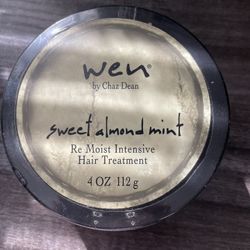 wen®
by Chaz Dean
sweet almond mint
Re Moist Intensive
Hair Treatment
4 OZ 112 g